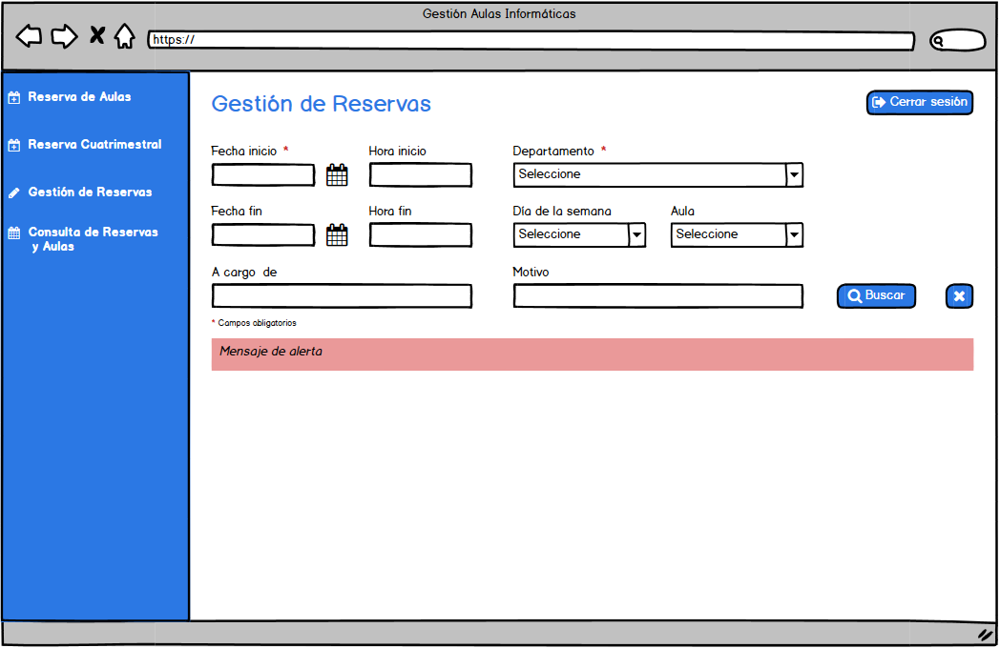 Gestión Aulas Informáticas
https://
Reserva de Aulas
Reserva Cuatrimestral
Gestión de Reservas
Consulta de Reservas
y Aulas
Gestión de Reservas
Cerrar sesión
Fecha inicio *
Hora inicio
Departamento *
Seleccione
Fecha fin
Hora fin
Día de la semana
Aula
Seleccione
Seleccione
A cargo de
Motivo
Buscar
* Campos obligatorios
Mensaje de alerta